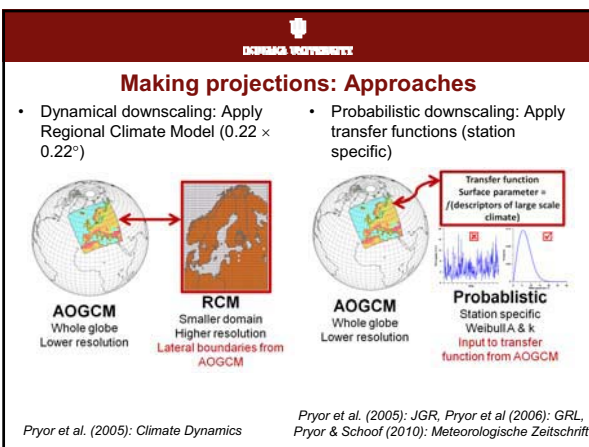 INDIANA UNIVERSITY
Making projections: Approaches
• Dynamical downscaling: Apply
Regional Climate Model (0.22 ×
0.22°)
AOGCM
Whole globe
Lower resolution
RCM
Smaller domain
Higher resolution
Lateral boundaries from
AOGCM
Pryor et al. (2005): Climate Dynamics
• Probabilistic downscaling: Apply
transfer functions (station
specific)
Transfer function
Surface parameter =
f(descriptors of large scale
climate)
AOGCM
Whole globe
Lower resolution
Probablistic
Station specific
Weibull A & k
Input to transfer
function from AOGCM
Pryor et al. (2005): JGR, Pryor et al (2006): GRL,
Pryor & Schoof (2010): Meteorologische Zeitschrift